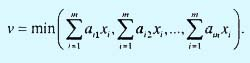 v = min(∑_{i=1}^{m} a_{i1}x_i, ∑_{i=1}^{m} a_{i2}x_i, ..., ∑_{i=1}^{m} a_{in}x_i).